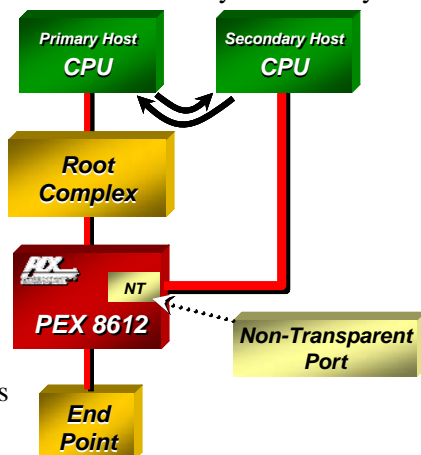 Primary Host
CPU
Secondary Host
CPU
Root
Complex
NT
PEX 8612
Non-Transparent
Port
s
End
Point